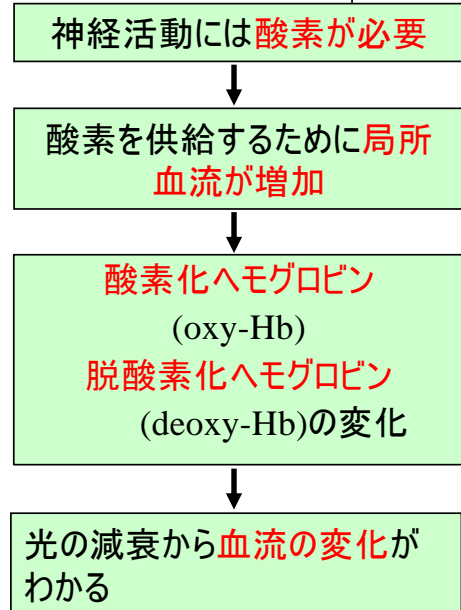 神経活動には酸素が必要
酸素を供給するために局所
血流が増加
酸素化ヘモグロビン
(oxy-Hb)
脱酸素化ヘモグロビン
(deoxy-Hb)の変化
光の減衰から血流の変化が
わかる